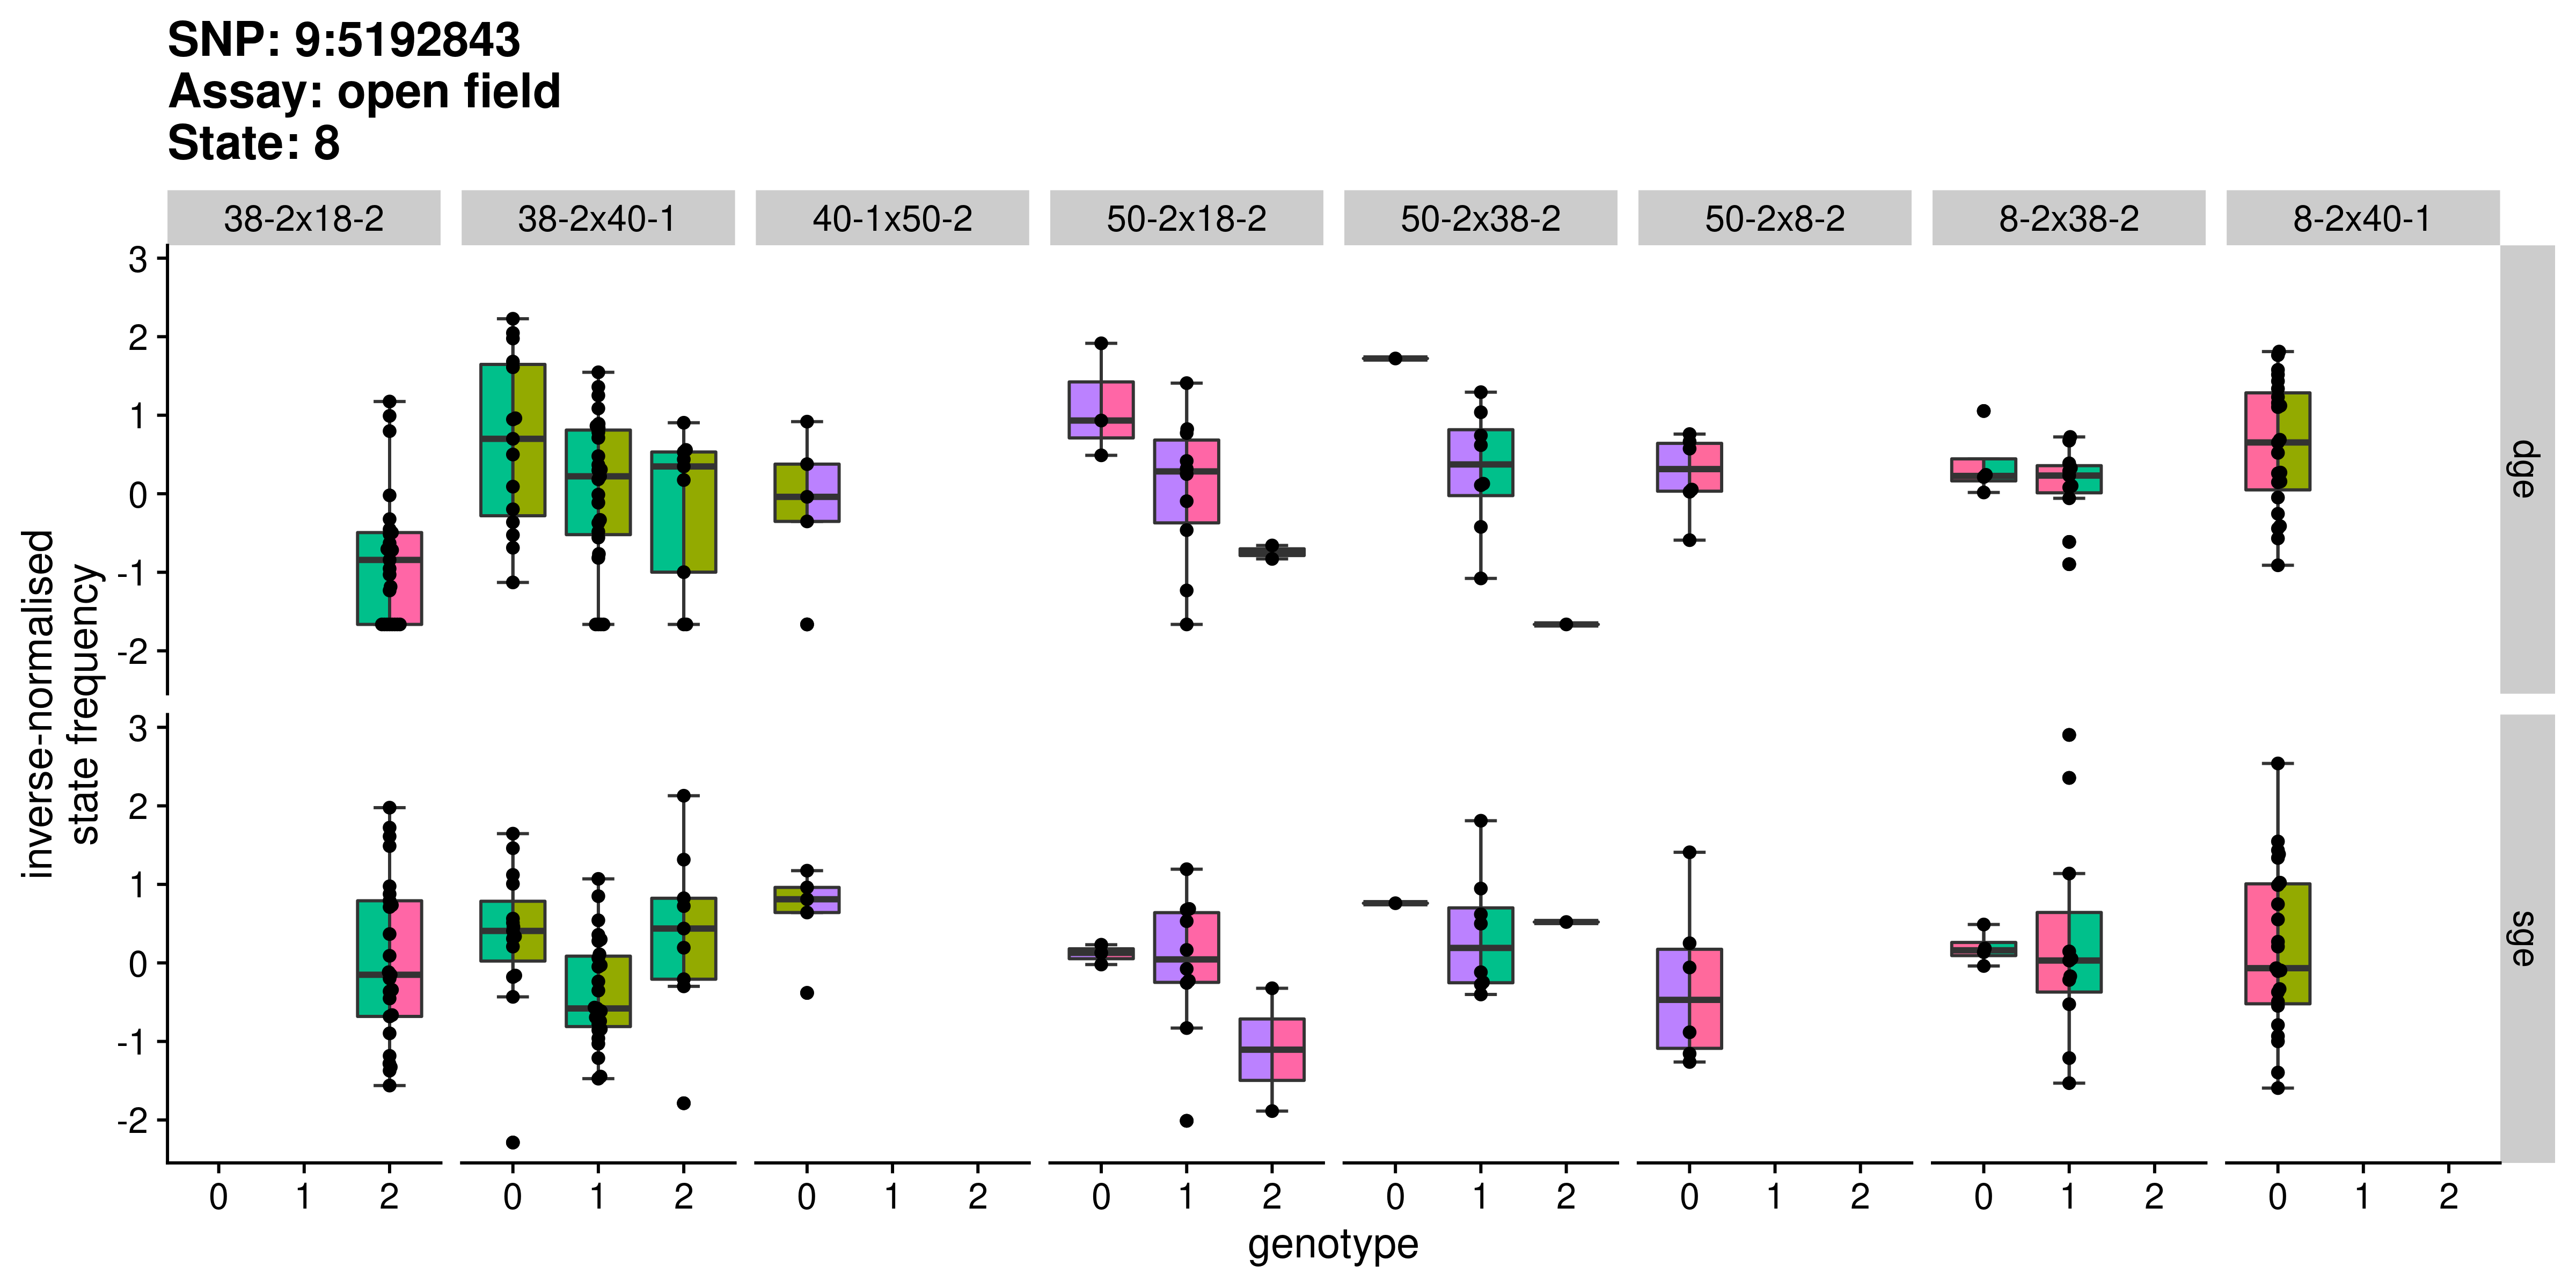 SNP: 9:5192843
Assay: open field
State: 8
38-2x18-2 38-2x40-1 40-1x50-2 50-2x18-2 50-2x38-2 50-2x8-2 8-2x38-2 8-2x40-1
3
2
1
0
-1
-2
dge
inverse-normalised
state frequency
3
2
1
0
-1
-2
sge
0 1 2 0 1 2 0 1 2 0 1 2 0 1 2 0 1 2 0 1 2 0 1 2
genotype